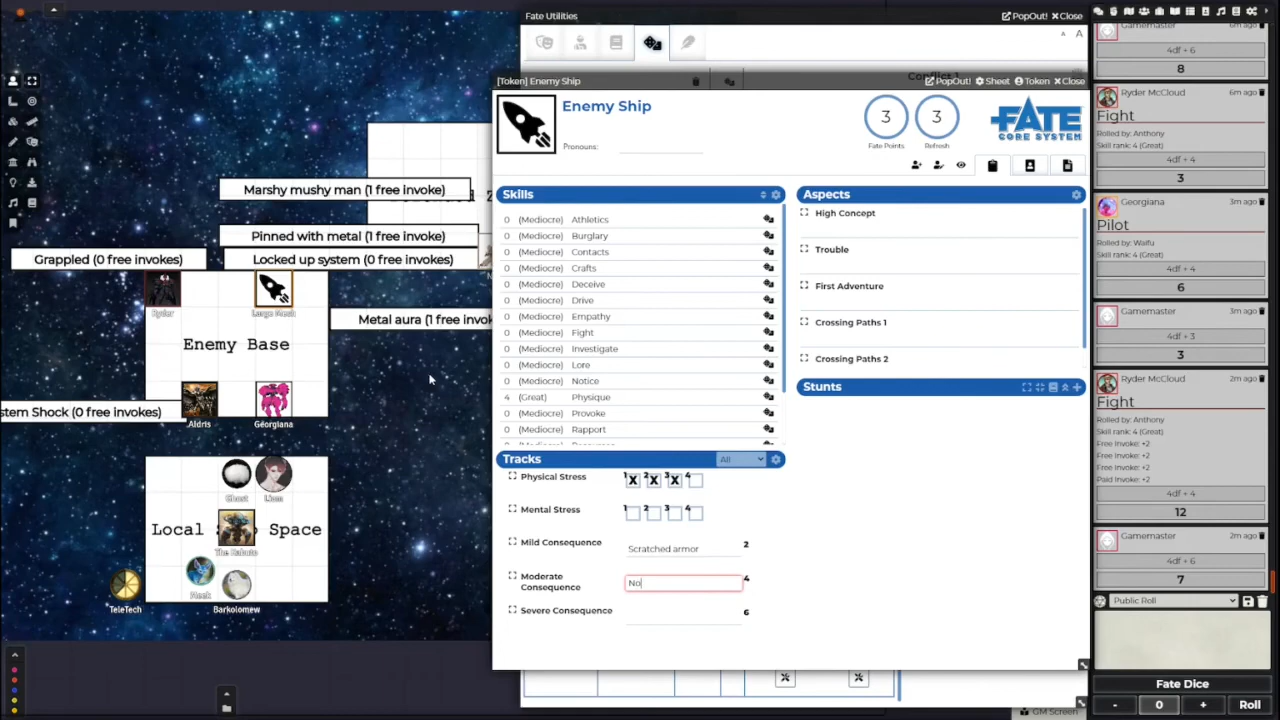 Fate Utilities
PopOut!
Close
A
A
[Token] Enemy Ship
PopOut!
Sheet
Token
Close
Enemy Ship
Pronouns:
3
3
Fate Points
Refresh
FATE
CORE SYSTEM
Skills
0 (Mediocre) Athletics
0 (Mediocre) Burglary
0 (Mediocre) Contacts
0 (Mediocre) Crafts
0 (Mediocre) Deceive
0 (Mediocre) Drive
0 (Mediocre) Empathy
0 (Mediocre) Fight
0 (Mediocre) Investigate
0 (Mediocre) Lore
0 (Mediocre) Notice
4 (Great) Physique
0 (Mediocre) Provoke
0 (Mediocre) Rapport
Aspects
High Concept
Trouble
First Adventure
Crossing Paths 1
Crossing Paths 2
Stunts
Tracks
All
Physical Stress
1 X 2 X 3 X 4
Mental Stress
1 2 3 4
Mild Consequence
Scratched armor
2
Moderate
Consequence
No
4
Severe Consequence
6
Marshy mushy man (1 free invoke)
Pinned with metal (1 free invoke)
Grappled (0 free invokes)
Locked up system (0 free invokes)
Ryder
Large Mech
Metal aura (1 free invok
Enemy Base
stem Shock (0 free invokes)
Aldris
Georgiana
Ghost
Liam
Local
Space
TeleTech
Barkolomew
Gamemaster
6m ago
4df + 6
8
Ryder McCloud
6m ago
Fight
Rolled by: Anthony
Skill rank: 4 (Great)
4df + 4
3
Georgiana
3m ago
Pilot
Rolled by: Waifu
Skill rank: 4 (Great)
4df + 4
6
Gamemaster
3m ago
4df + 3
3
Ryder McCloud
2m ago
Fight
Rolled by: Anthony
Skill rank: 4 (Great)
Free Invoke: +2
Free Invoke: +2
Free Invoke: +2
Paid Invoke: +2
4df + 4
12
Gamemaster
2m ago
4df + 6
7
Public Roll
Fate Dice
-
0
+
Roll
GM Screen